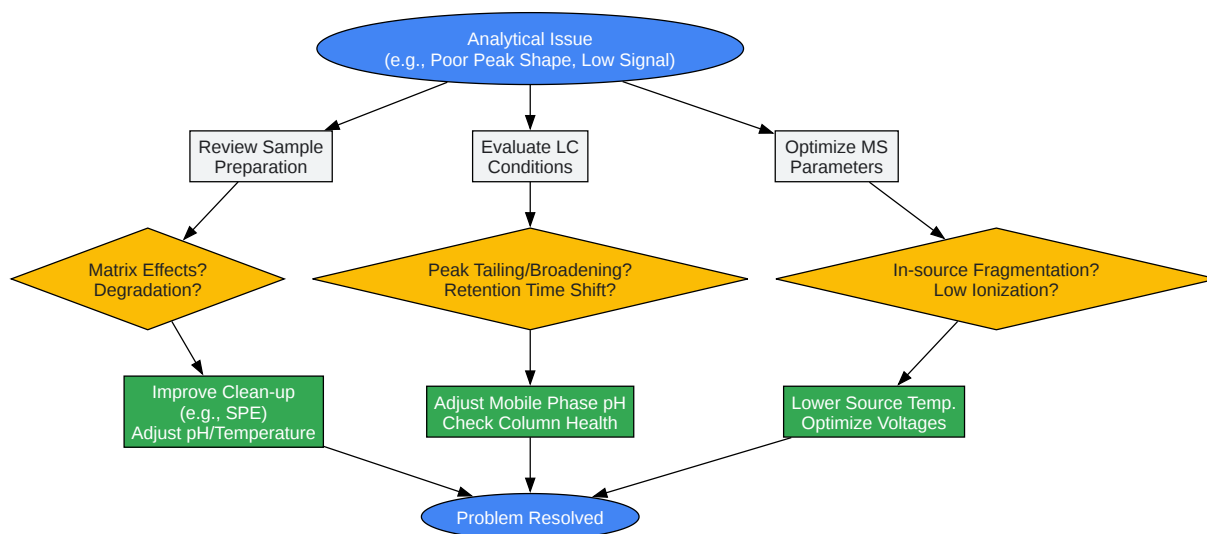 Analytical Issue
(e.g., Poor Peak Shape, Low Signal)
Review Sample
Preparation
Evaluate LC
Conditions
Optimize MS
Parameters
Matrix Effects?
Degradation?
Peak Tailing/Broadening?
Retention Time Shift?
In-source Fragmentation?
Low Ionization?
Improve Clean-up
(e.g., SPE)
Adjust pH/Temperature
Adjust Mobile Phase pH
Check Column Health
Lower Source Temp.
Optimize Voltages
Problem Resolved